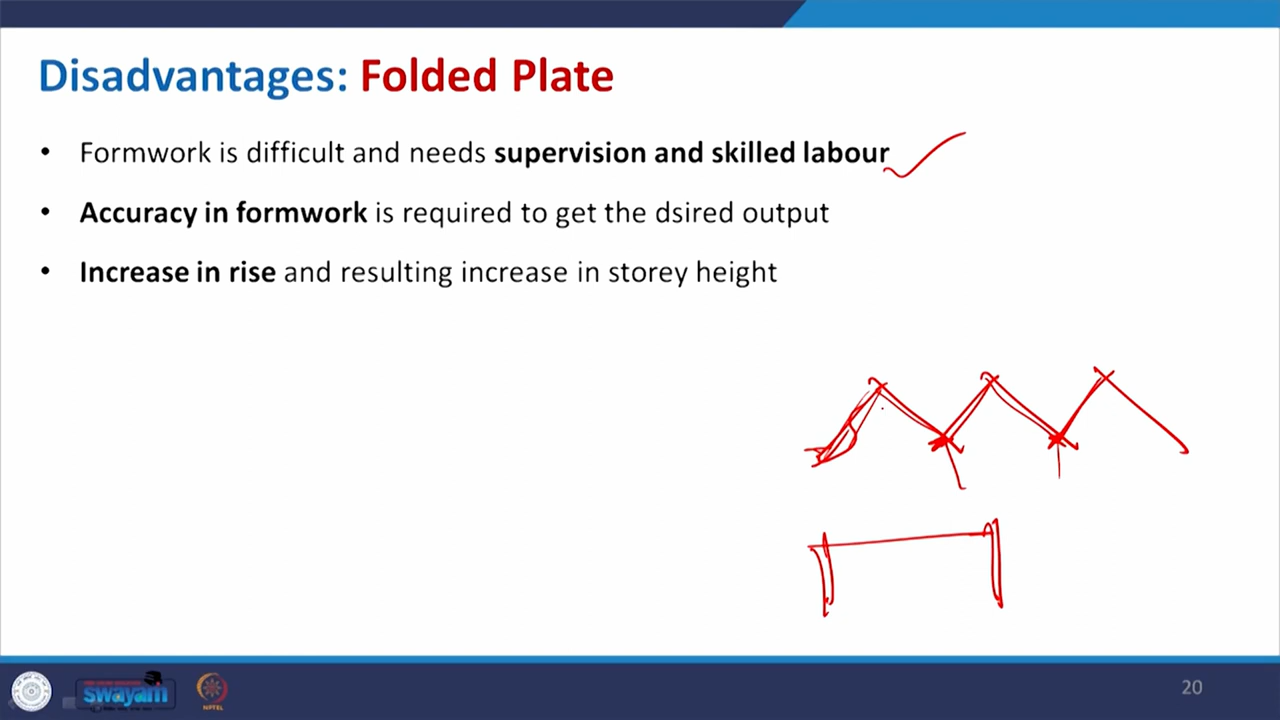 Disadvantages: Folded Plate
• Formwork is difficult and needs supervision and skilled labour
• Accuracy in formwork is required to get the dsired output
• Increase in rise and resulting increase in storey height
swayam
NPTEL
20